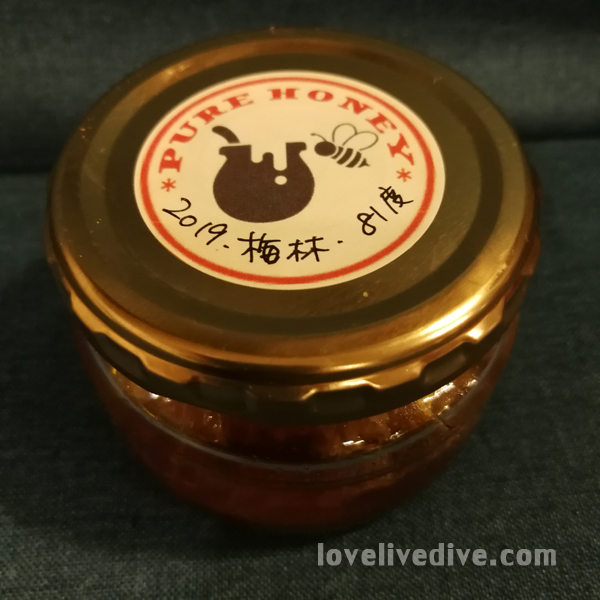 *PURE HONEY*
2019.梅林.81度
lovelivedive.com